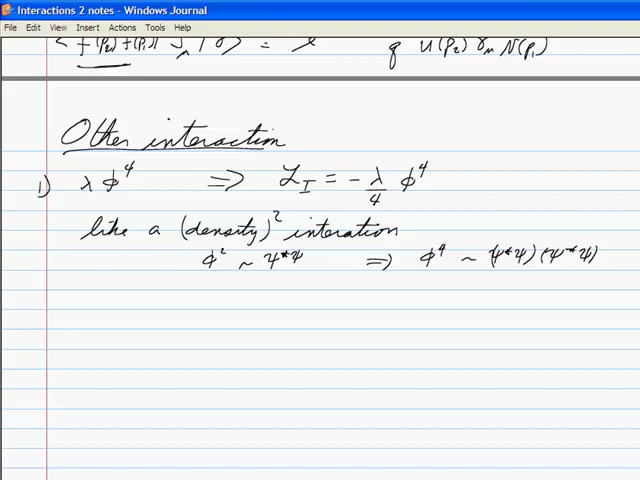 Interactions 2 notes - Windows Journal
File Edit View Insert Actions Tools Help
Other interaction
1) λ φ⁴ ⇒ ℒ_I = - λ/4 φ⁴
like a (density)² interation
φ² ~ ψ*ψ ⇒ φ⁴ ~ (ψ*ψ)(ψ*ψ)